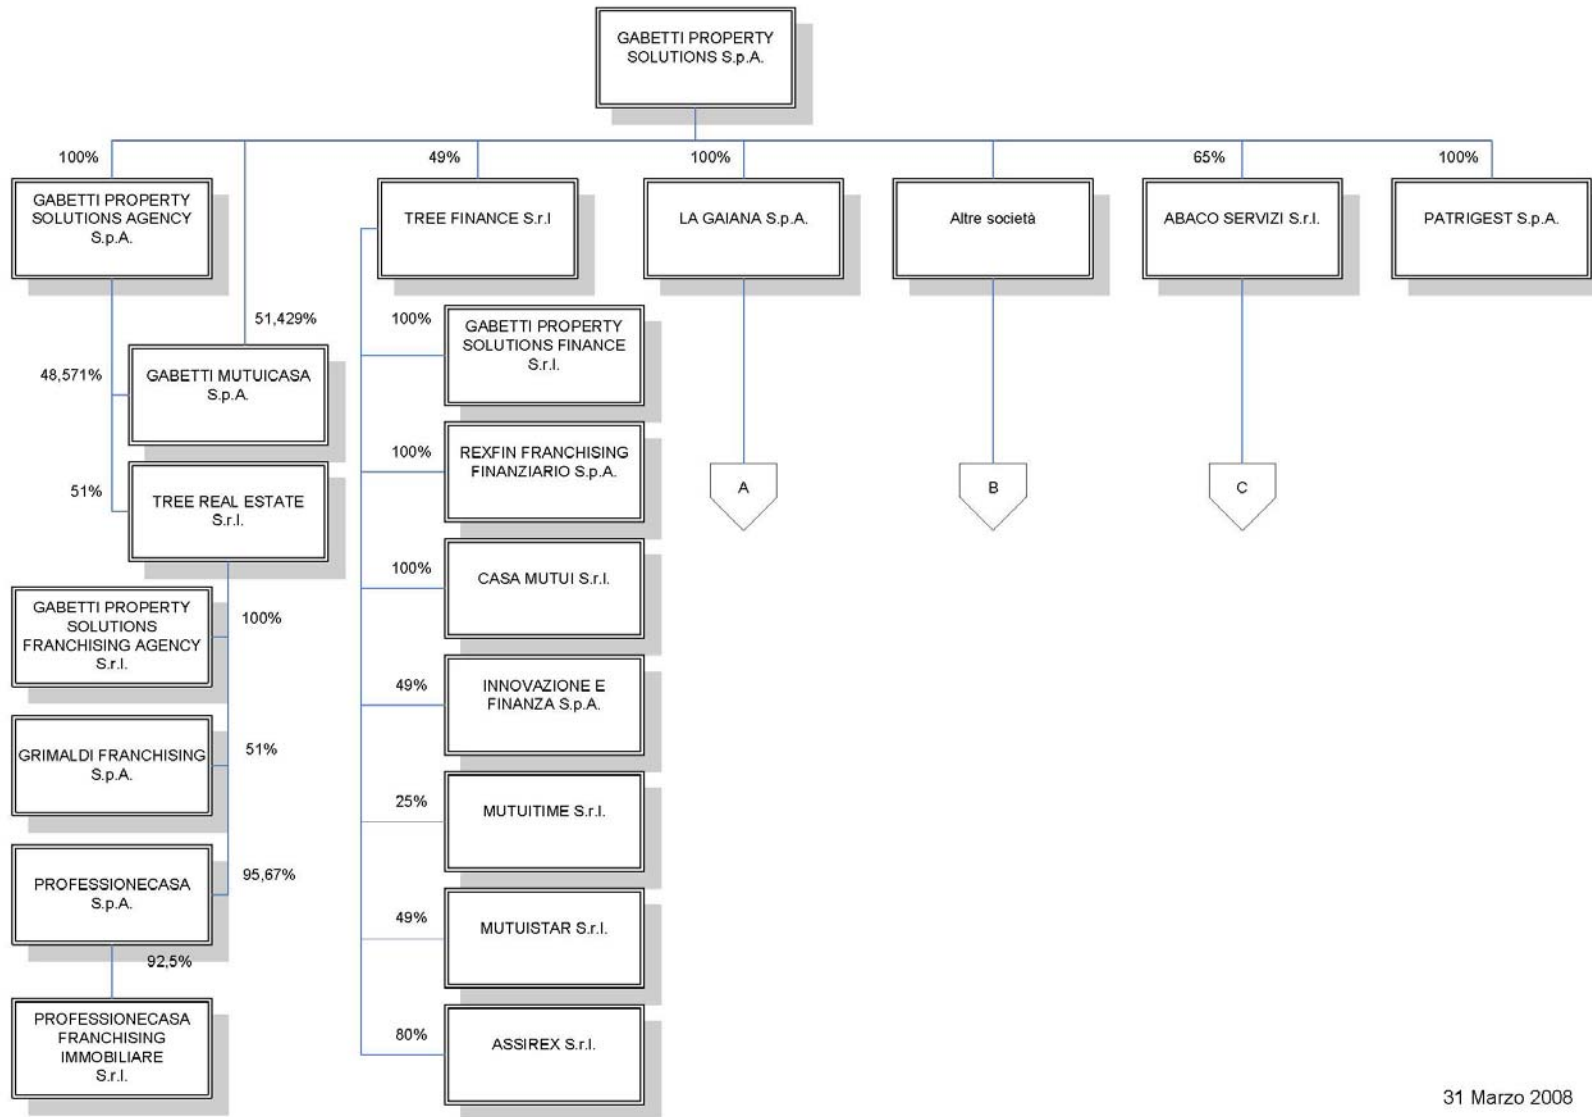 GABETTI PROPERTY
SOLUTIONS S.p.A.
100%
49%
100%
65%
100%
GABETTI PROPERTY
SOLUTIONS AGENCY
S.p.A.
TREE FINANCE S.r.l
LA GAIANA S.p.A.
Altre società
ABACO SERVIZI S.r.l.
PATRIGEST S.p.A.
51,429%
48,571%
GABETTI MUTUICASA
S.p.A.
51%
TREE REAL ESTATE
S.r.l.
100%
GABETTI PROPERTY
SOLUTIONS
FRANCHISING AGENCY
S.r.l.
51%
GRIMALDI FRANCHISING
S.p.A.
95,67%
PROFESSIONECASA
S.p.A.
92,5%
PROFESSIONECASA
FRANCHISING
IMMOBILIARE
S.r.l.
100%
GABETTI PROPERTY
SOLUTIONS FINANCE
S.r.l.
100%
REXFIN FRANCHISING
FINANZIARIO S.p.A.
100%
CASA MUTUI S.r.l.
49%
INNOVAZIONE E
FINANZA S.p.A.
25%
MUTUITIME S.r.l.
49%
MUTUISTAR S.r.l.
80%
ASSIREX S.r.l.
A
B
C
31 Marzo 2008